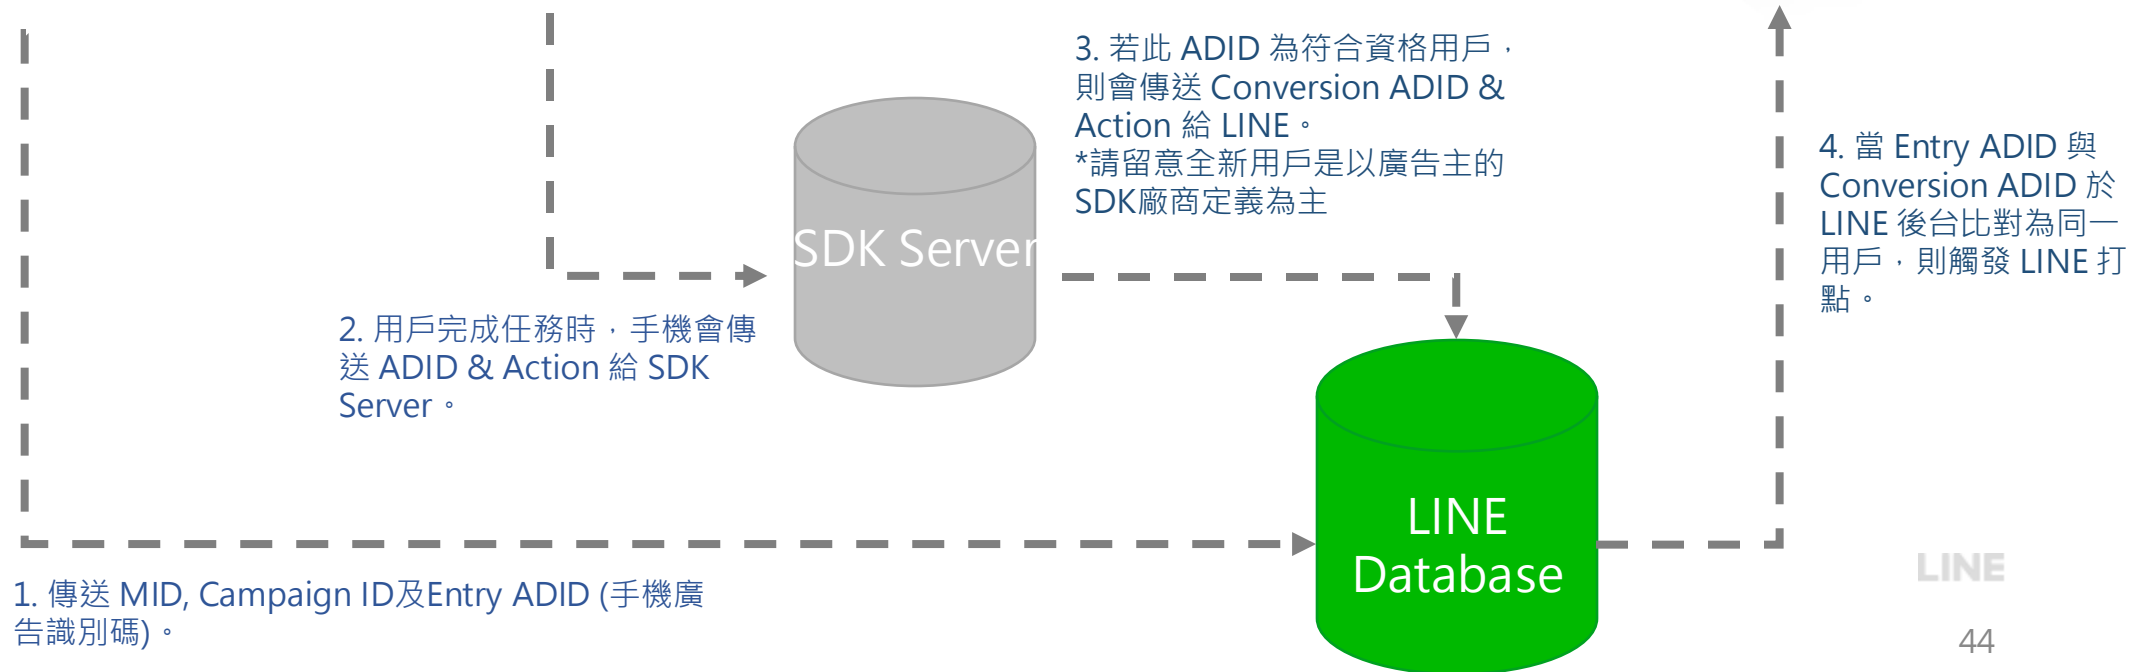 3. 若此 ADID 為符合資格用戶，
則會傳送 Conversion ADID &
Action 給 LINE。
*請留意全新用戶是以廣告主的
SDK廠商定義為主
4. 當 Entry ADID 與
Conversion ADID 於
LINE 後台比對為同一
用戶，則觸發 LINE 打
點。
SDK Server
2. 用戶完成任務時，手機會傳
送 ADID & Action 給 SDK
Server。
LINE
Database
1. 傳送 MID, Campaign ID及Entry ADID (手機廣
告識別碼)。
LINE
44